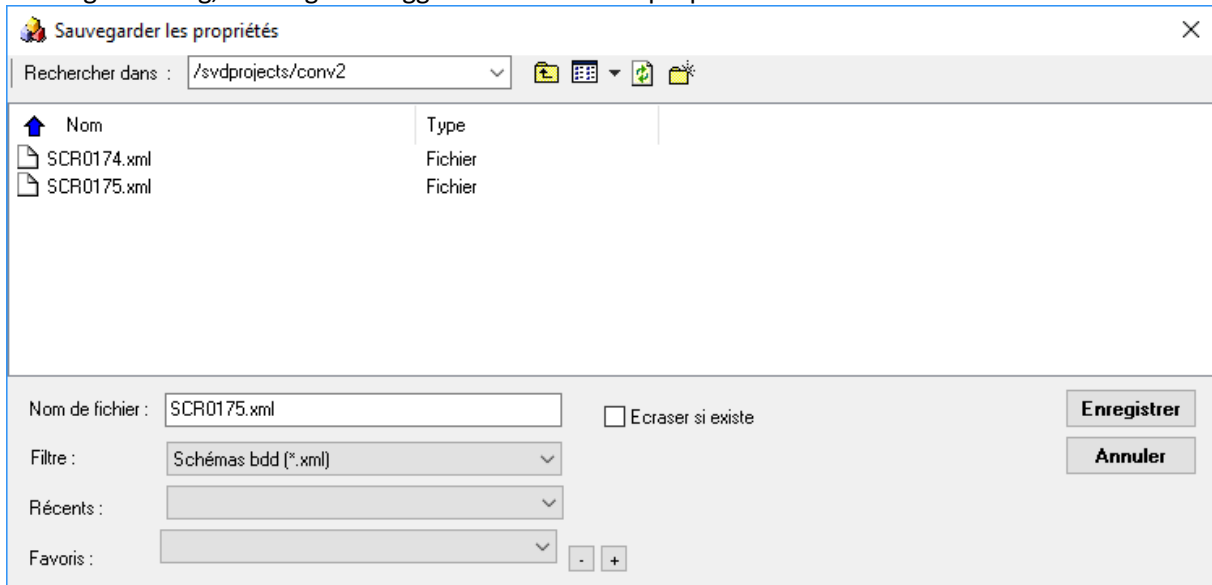 Sauvegarder les propriétés
Rechercher dans : /svdprojects/conv2
Nom Type
SCR0174.xml Fichier
SCR0175.xml Fichier
Nom de fichier : SCR0175.xml Ecraser si existe Enregistrer
Filtre : Schémas bdd (*.xml) Annuler
Récents :
Favoris : - +